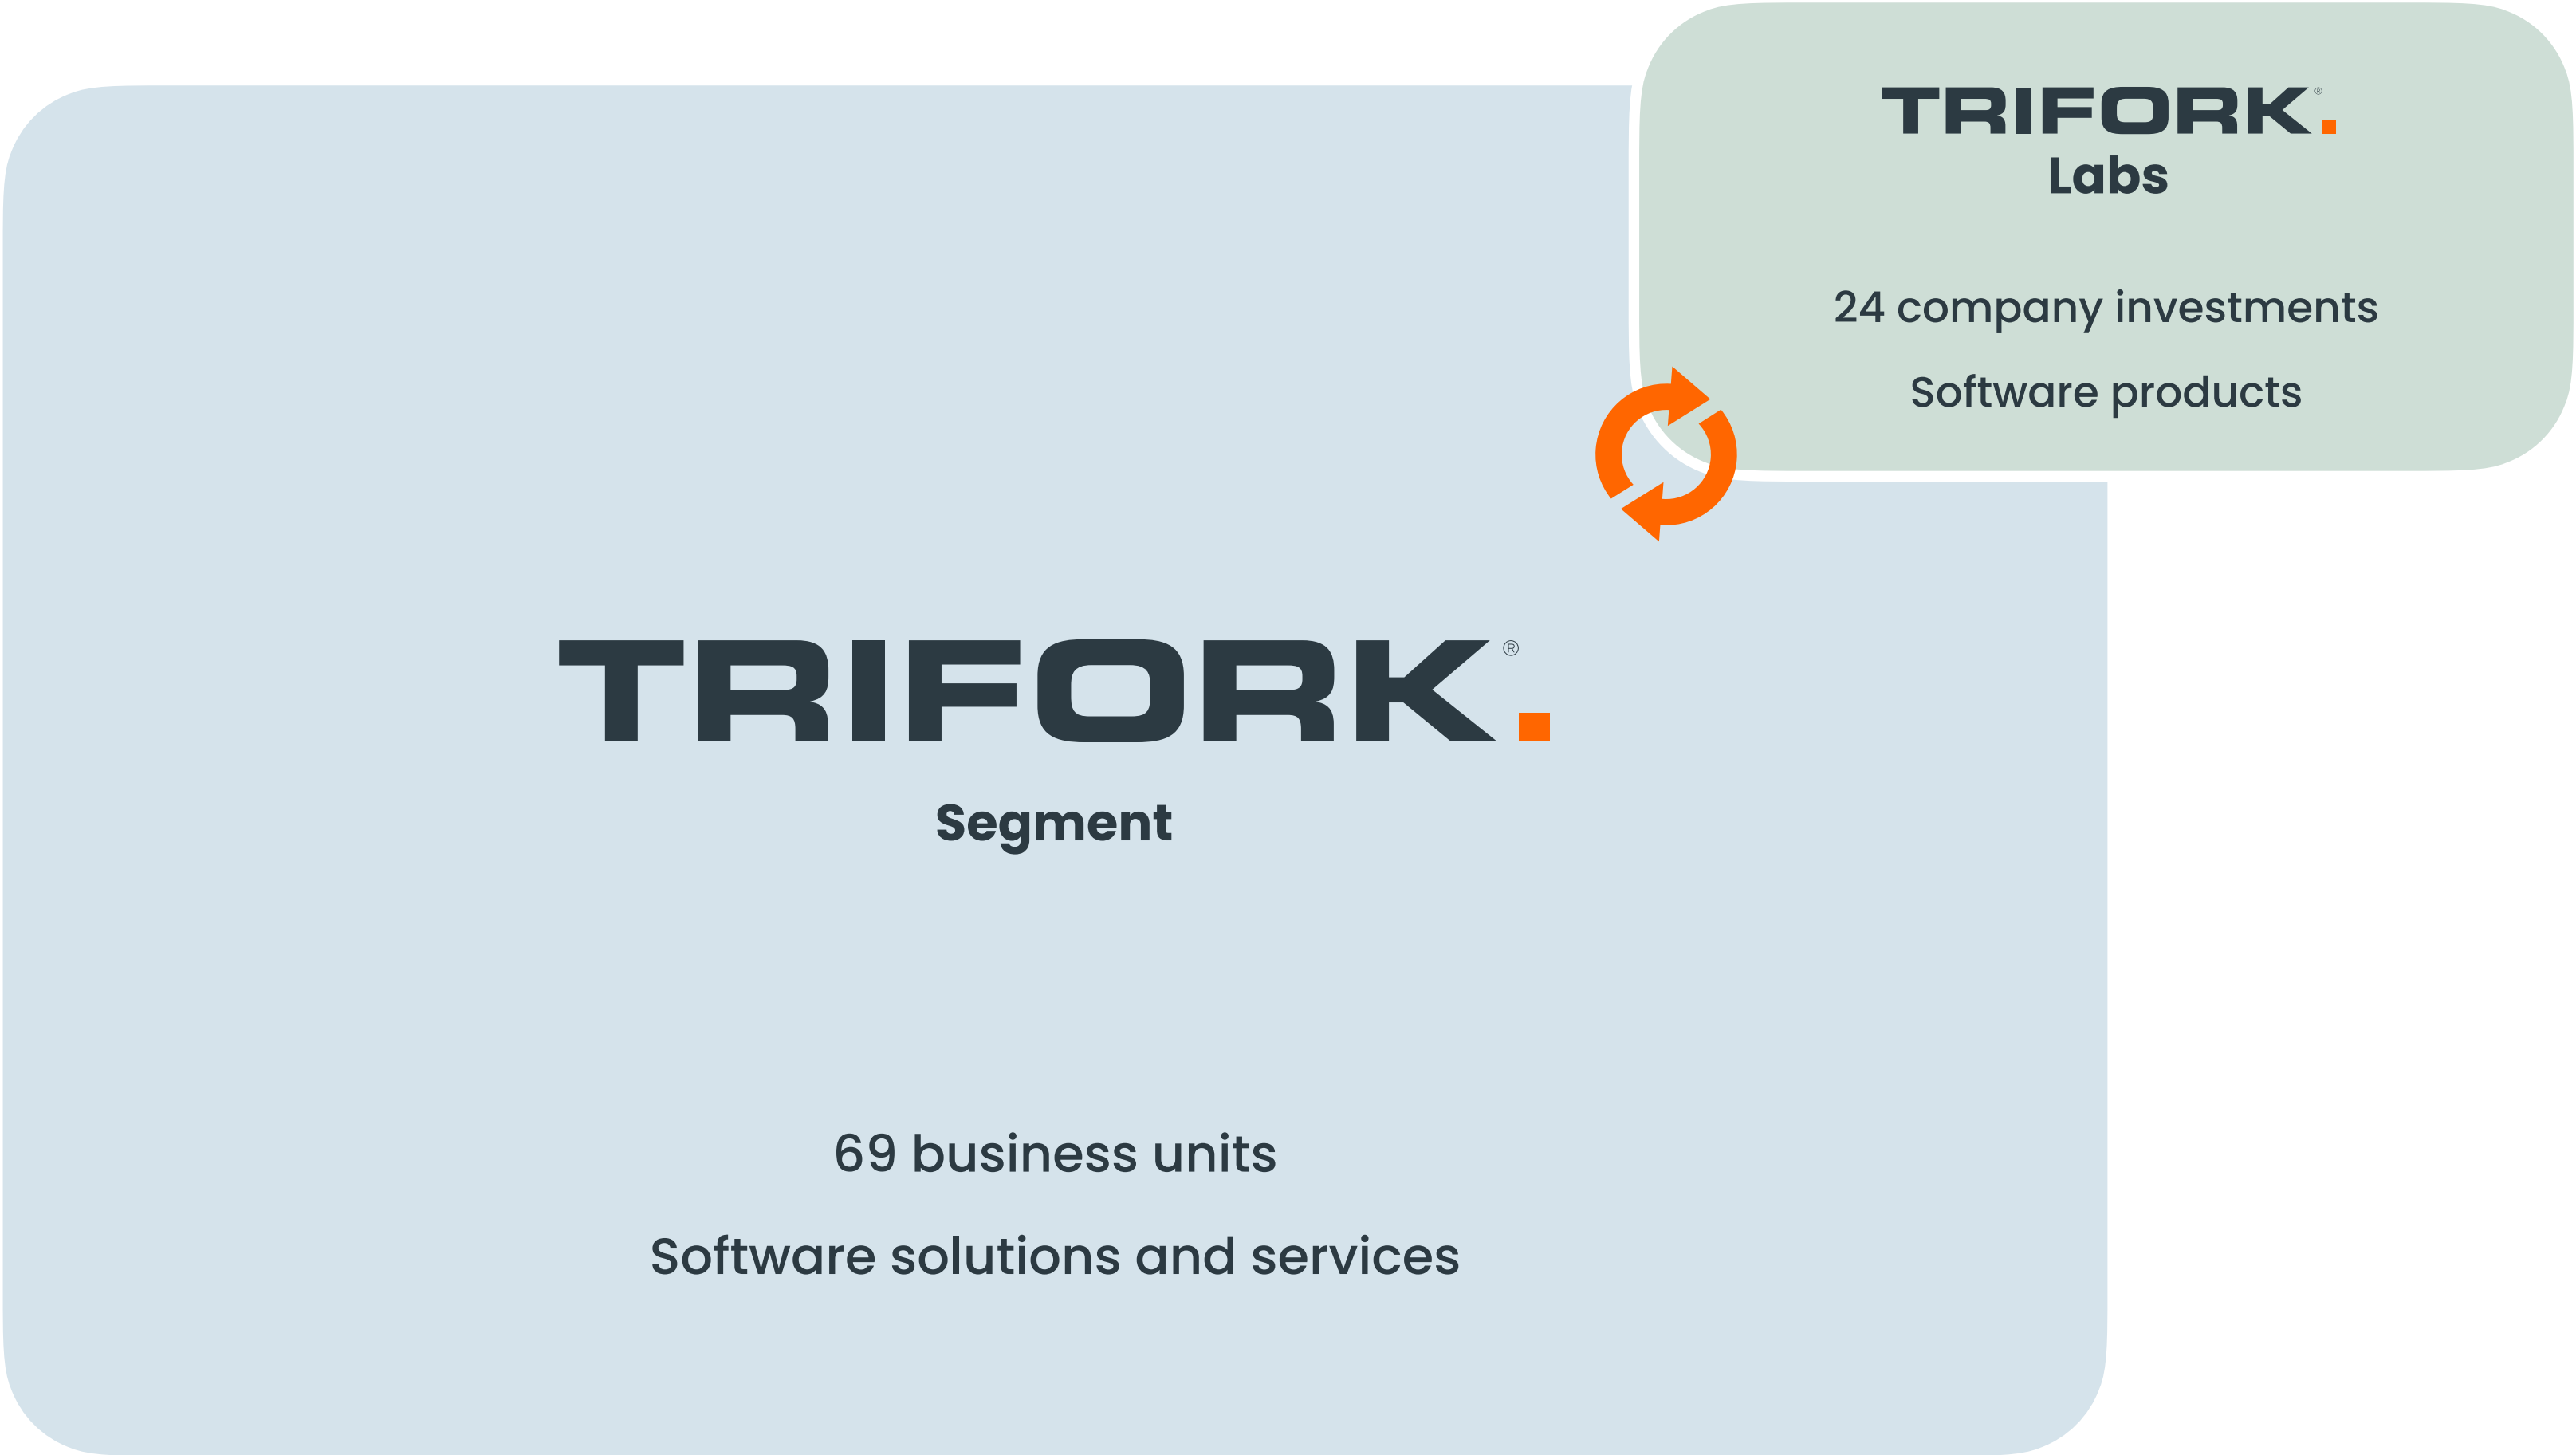 TRIFORK.®
Labs
24 company investments
Software products
TRIFORK.®
Segment
69 business units
Software solutions and services